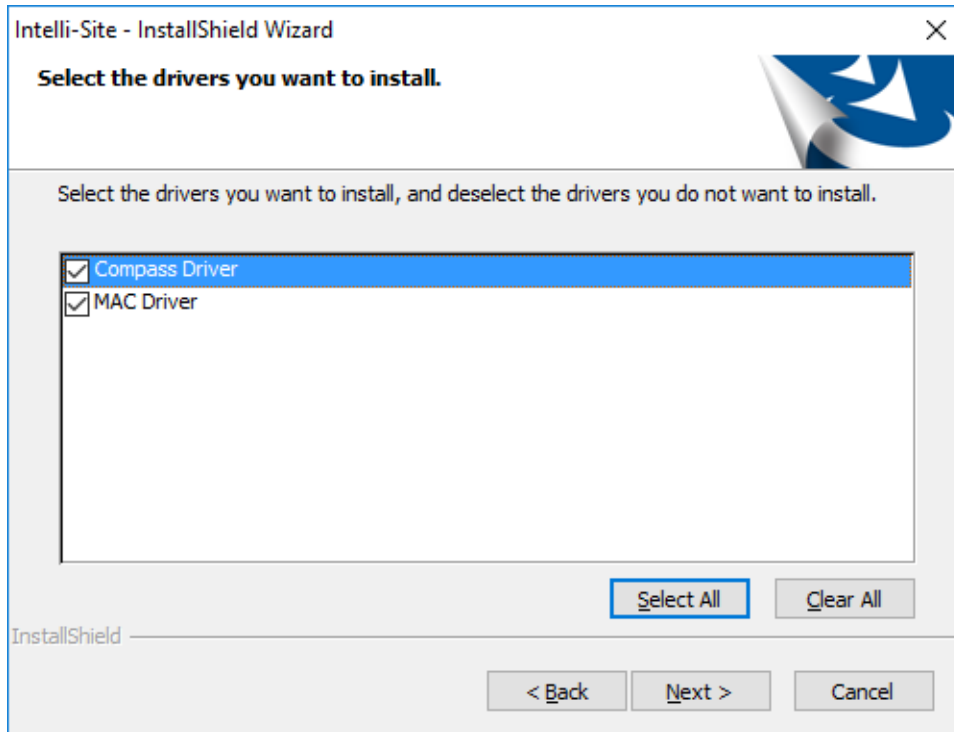 Intelli-Site - InstallShield Wizard
Select the drivers you want to install.
Select the drivers you want to install, and deselect the drivers you do not want to install.
Compass Driver
MAC Driver
Select All
Clear All
InstallShield
< Back
Next >
Cancel